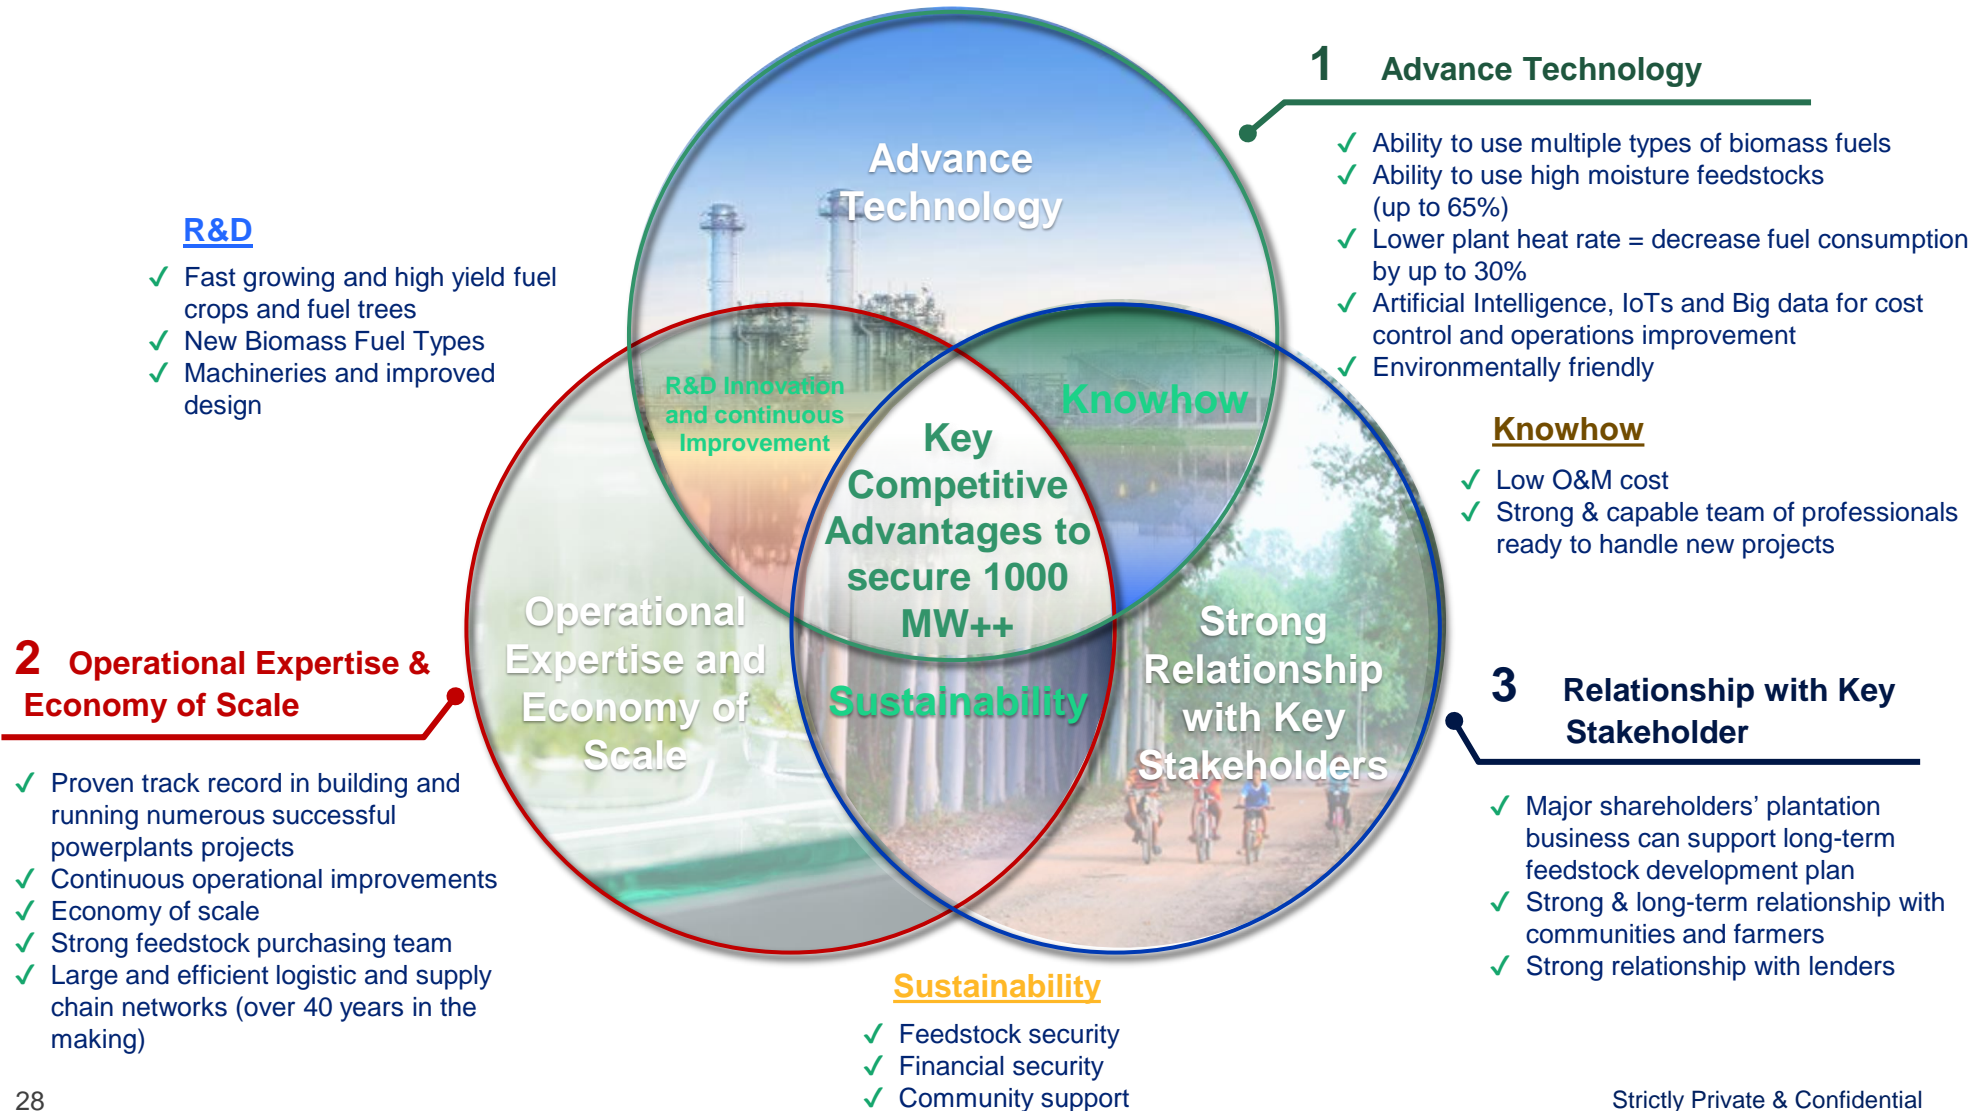 1 Advance Technology
✓ Ability to use multiple types of biomass fuels
✓ Ability to use high moisture feedstocks
(up to 65%)
✓ Lower plant heat rate = decrease fuel consumption
by up to 30%
✓ Artificial Intelligence, IoTs and Big data for cost
control and operations improvement
✓ Environmentally friendly
R&D
✓ Fast growing and high yield fuel
crops and fuel trees
✓ New Biomass Fuel Types
✓ Machineries and improved
design
Advance
Technology
R&D Innovation
and continuous
Improvement
Knowhow
Key
Competitive
Advantages to
secure 1000
MW++
Operational
Expertise and
Economy of
Scale
Sustainability
Strong
Relationship
with Key
Stakeholders
Knowhow
✓ Low O&M cost
✓ Strong & capable team of professionals
ready to handle new projects
2 Operational Expertise &
Economy of Scale
✓ Proven track record in building and
running numerous successful
powerplants projects
✓ Continuous operational improvements
✓ Economy of scale
✓ Strong feedstock purchasing team
✓ Large and efficient logistic and supply
chain networks (over 40 years in the
making)
3 Relationship with Key
Stakeholder
✓ Major shareholders’ plantation
business can support long-term
feedstock development plan
✓ Strong & long-term relationship with
communities and farmers
✓ Strong relationship with lenders
Sustainability
✓ Feedstock security
✓ Financial security
✓ Community support
28
Strictly Private & Confidential